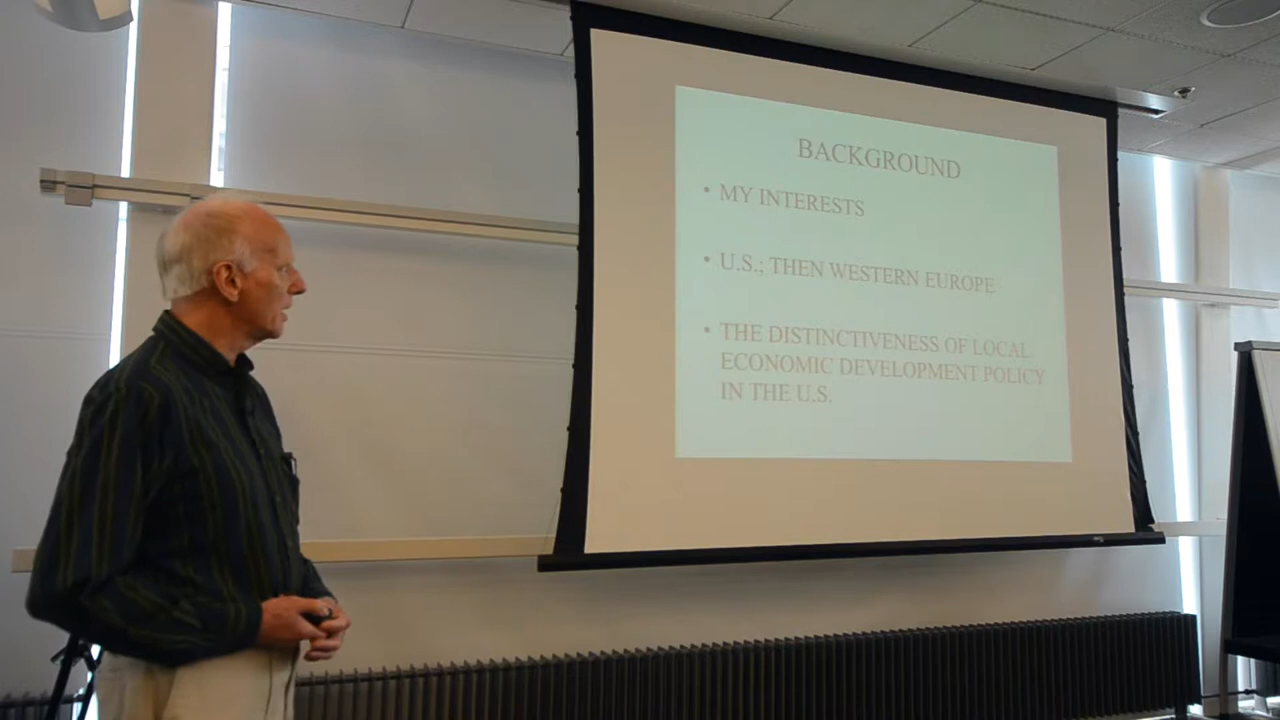 BACKGROUND
• MY INTERESTS
• U.S.; THEN WESTERN EUROPE
• THE DISTINCTIVENESS OF LOCAL
ECONOMIC DEVELOPMENT POLICY
IN THE U.S.